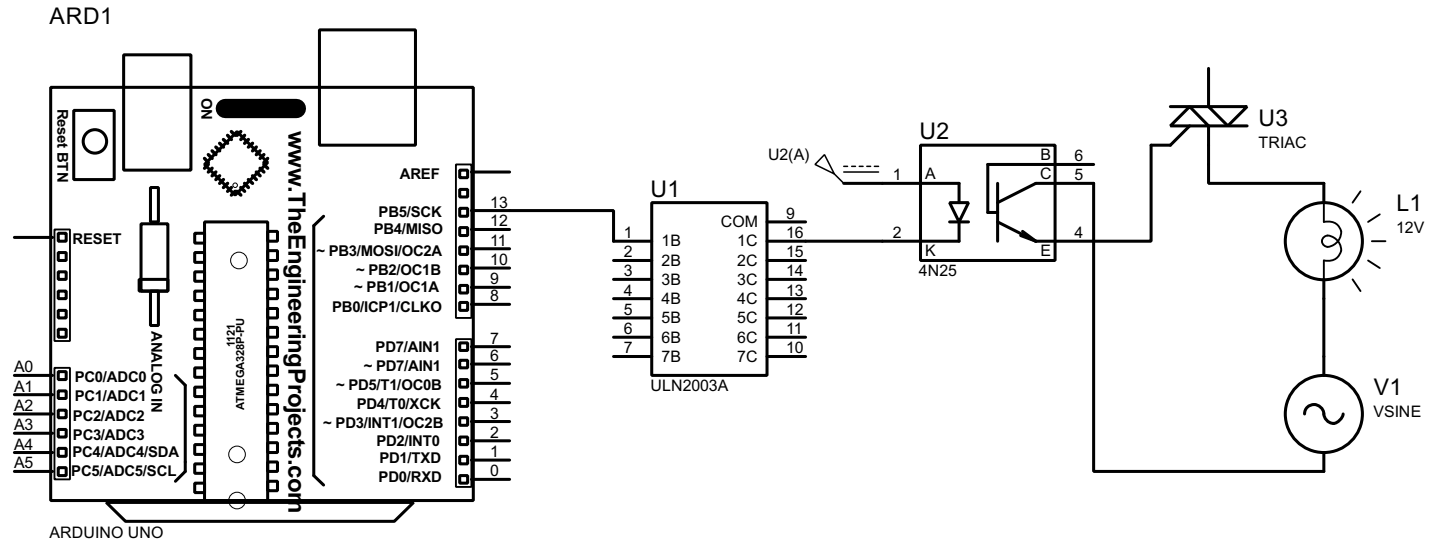 ARD1
ARDUINO UNO
Reset BTN
ON
www.TheEngineeringProjects.com
ANALOG IN
1121
ATMEGA328P-PU
RESET
A0 PC0/ADC0
A1 PC1/ADC1
A2 PC2/ADC2
A3 PC3/ADC3
A4 PC4/ADC4/SDA
A5 PC5/ADC5/SCL
AREF
PB5/SCK 13
PB4/MISO 12
~ PB3/MOSI/OC2A 11
~ PB2/OC1B 10
~ PB1/OC1A 9
PB0/ICP1/CLKO 8
PD7/AIN1 7
~ PD7/AIN1 6
~ PD5/T1/OC0B 5
PD4/T0/XCK 4
~ PD3/INT1/OC2B 3
PD2/INT0 2
PD1/TXD 1
PD0/RXD 0
U1
COM 9
1 1B 1C 16
2 2B 2C 15
3 3B 3C 14
4 4B 4C 13
5 5B 5C 12
6 6B 6C 11
7 7B 7C 10
ULN2003A
U2(A)
U2
B 6
1 A C 5
2 K E 4
4N25
U3
TRIAC
L1
12V
V1
VSINE